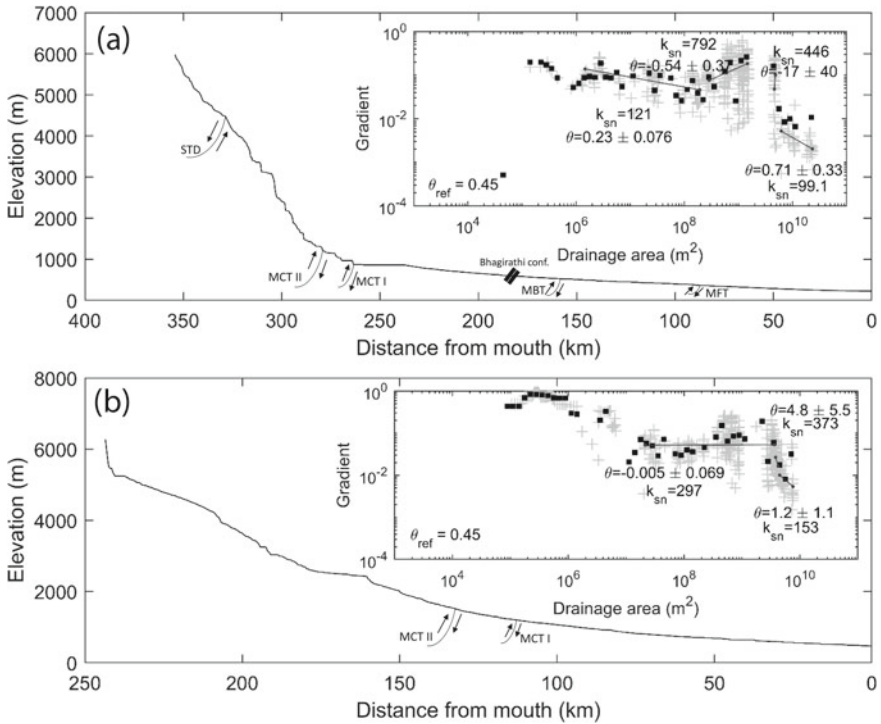 (a)
Elevation (m)
7000
6000
5000
4000
3000
2000
1000
0
400
350
300
250
200
150
100
50
0
Distance from mouth (km)
STD
MCT II
MCT I
Bhagirathi conf.
MBT
MFT
Gradient
10^0
10^-2
10^-4
10^4
10^6
10^8
10^10
Drainage area (m^2)
k_sn=792
θ=-0.54 ± 0.37
k_sn=446
θ=-17 ± 40
k_sn=121
θ=0.23 ± 0.076
θ=0.71 ± 0.33
k_sn=99.1
θ_ref = 0.45
(b)
Elevation (m)
8000
6000
4000
2000
0
250
200
150
100
50
0
Distance from mouth (km)
MCT II
MCT I
Gradient
10^0
10^-2
10^-4
10^4
10^6
10^8
10^10
Drainage area (m^2)
θ=4.8 ± 5.5
k_sn=373
θ=-0.005 ± 0.069
k_sn=297
θ=1.2 ± 1.1
k_sn=153
θ_ref = 0.45